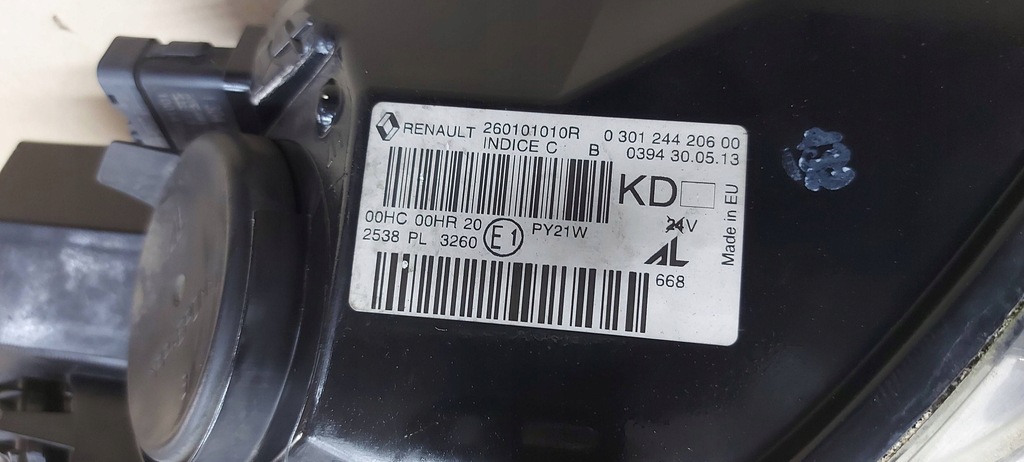 RENAULT 260101010R 0 301 244 206 00
INDICE C B 0394 30.05.13
KD
00HC 00HR 20 PY21W 24V
2538 PL 3260 E1
AL
668
Made in EU